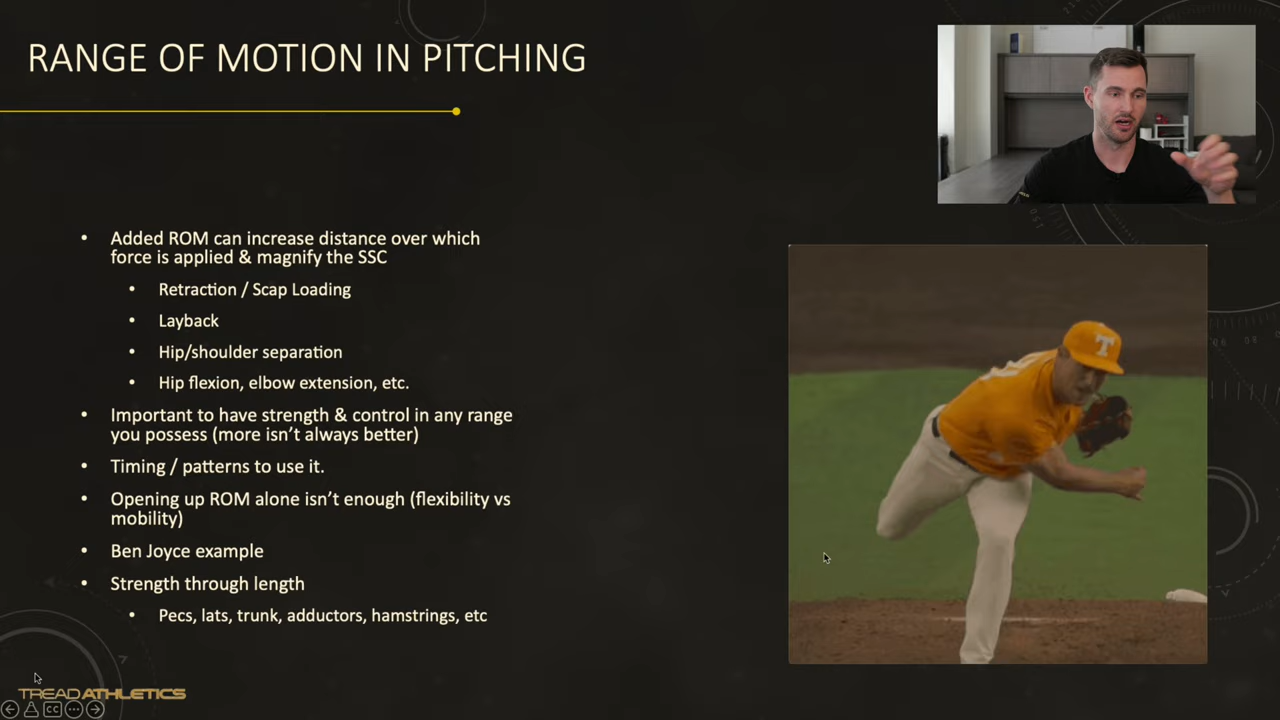 RANGE OF MOTION IN PITCHING
• Added ROM can increase distance over which
force is applied & magnify the SSC
• Retraction / Scap Loading
• Layback
• Hip/shoulder separation
• Hip flexion, elbow extension, etc.
• Important to have strength & control in any range
you possess (more isn't always better)
• Timing / patterns to use it.
• Opening up ROM alone isn't enough (flexibility vs
mobility)
• Ben Joyce example
• Strength through length
• Pecs, lats, trunk, adductors, hamstrings, etc
T
TREADATHLETICS
CC